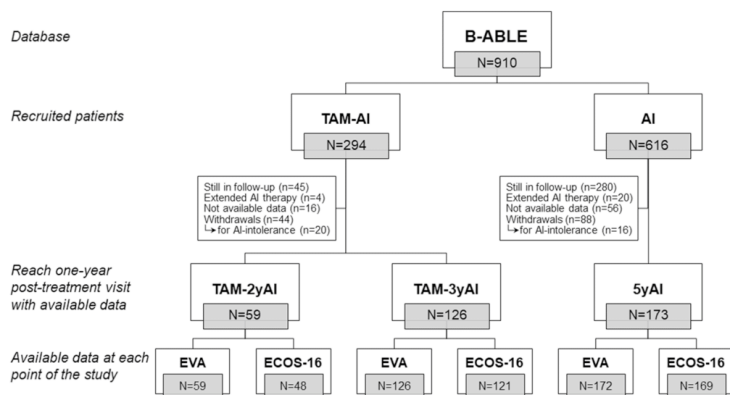 Database
B-ABLE
N=910
Recruited patients
TAM-AI
AI
N=294
N=616
Still in follow-up (n=45)
Extended AI therapy (n=4)
Not available data (n=16)
Withdrawals (n=44)
↳ for AI-intolerance (n=20)
Still in follow-up (n=280)
Extended AI therapy (n=20)
Not available data (n=56)
Withdrawals (n=88)
↳ for AI-intolerance (n=16)
Reach one-year
post-treatment visit
with available data
TAM-2yAI
TAM-3yAI
5yAI
N=59
N=126
N=173
Available data at each
point of the study
EVA
ECOS-16
EVA
ECOS-16
EVA
ECOS-16
N=59
N=48
N=126
N=121
N=172
N=169